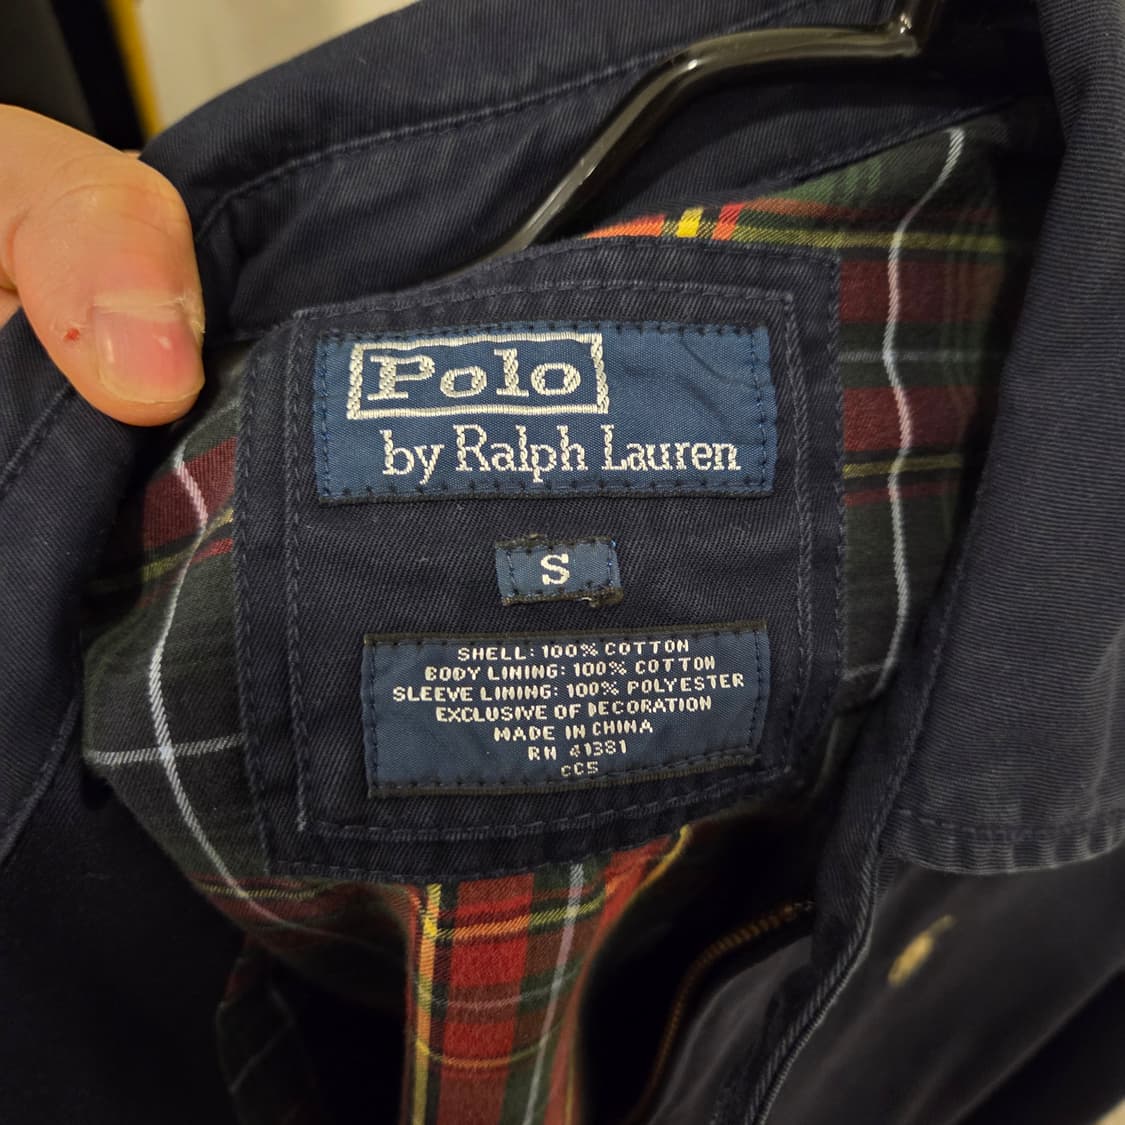 Polo
by Ralph Lauren
S
SHELL: 100% COTTON
BODY LINING: 100% COTTON
SLEEVE LINING: 100% POLYESTER
EXCLUSIVE OF DECORATION
MADE IN CHINA
RN 41381
CC5